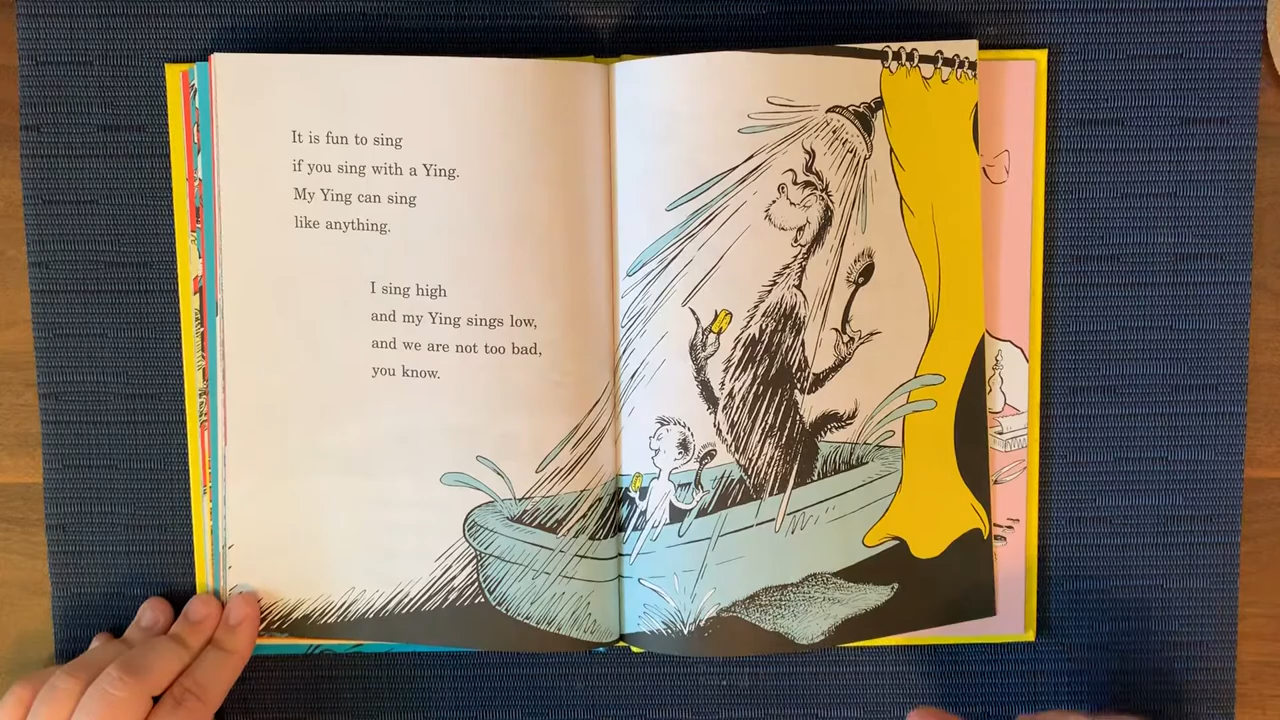 It is fun to sing
if you sing with a Ying.
My Ying can sing
like anything.
I sing high
and my Ying sings low,
and we are not too bad,
you know.